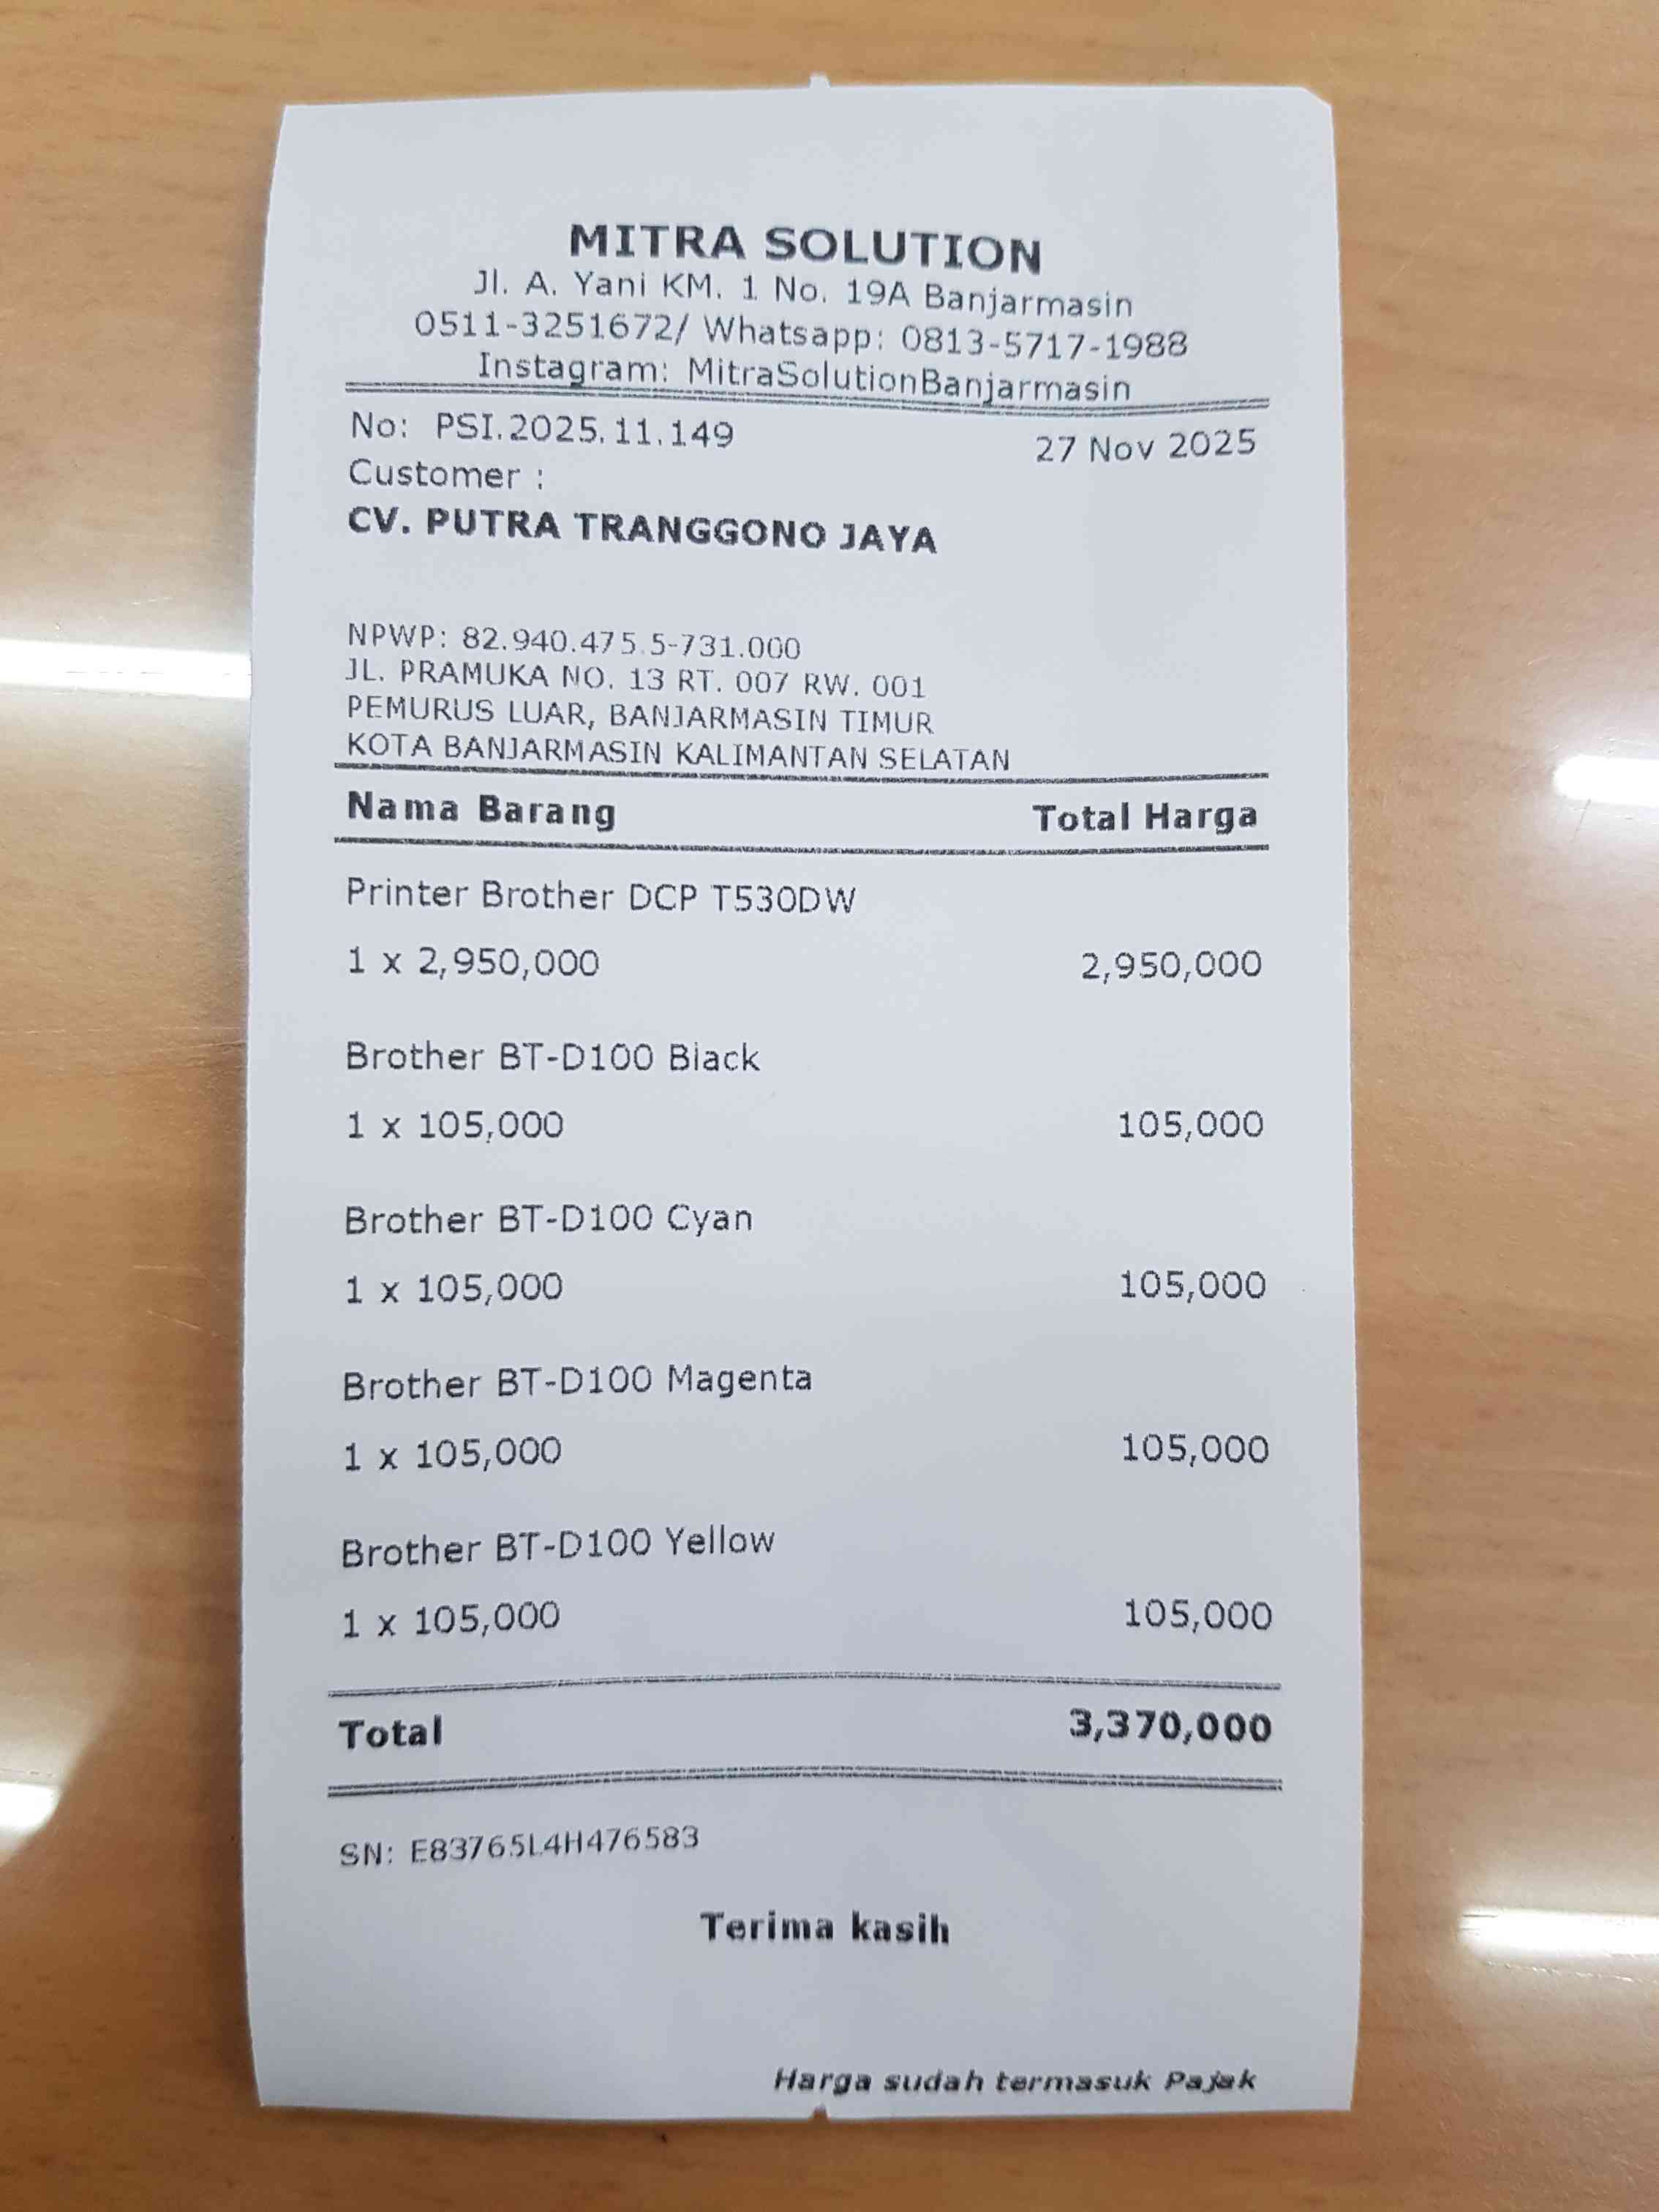 MITRA SOLUTION
Jl. A. Yani KM. 1 No. 19A Banjarmasin
0511-3251672/ Whatsapp: 0813-5717-1988
Instagram: MitraSolutionBanjarmasin
No: PSI.2025.11.149 27 Nov 2025
Customer :
CV. PUTRA TRANGGONO JAYA
NPWP: 82.940.475.5-731.000
JL. PRAMUKA NO. 13 RT. 007 RW. 001
PEMURUS LUAR, BANJARMASIN TIMUR
KOTA BANJARMASIN KALIMANTAN SELATAN
Nama Barang Total Harga
Printer Brother DCP T530DW
1 x 2,950,000 2,950,000
Brother BT-D100 Black
1 x 105,000 105,000
Brother BT-D100 Cyan
1 x 105,000 105,000
Brother BT-D100 Magenta
1 x 105,000 105,000
Brother BT-D100 Yellow
1 x 105,000 105,000
Total 3,370,000
SN: E83765L4H476583
Terima kasih
Harga sudah termasuk Pajak